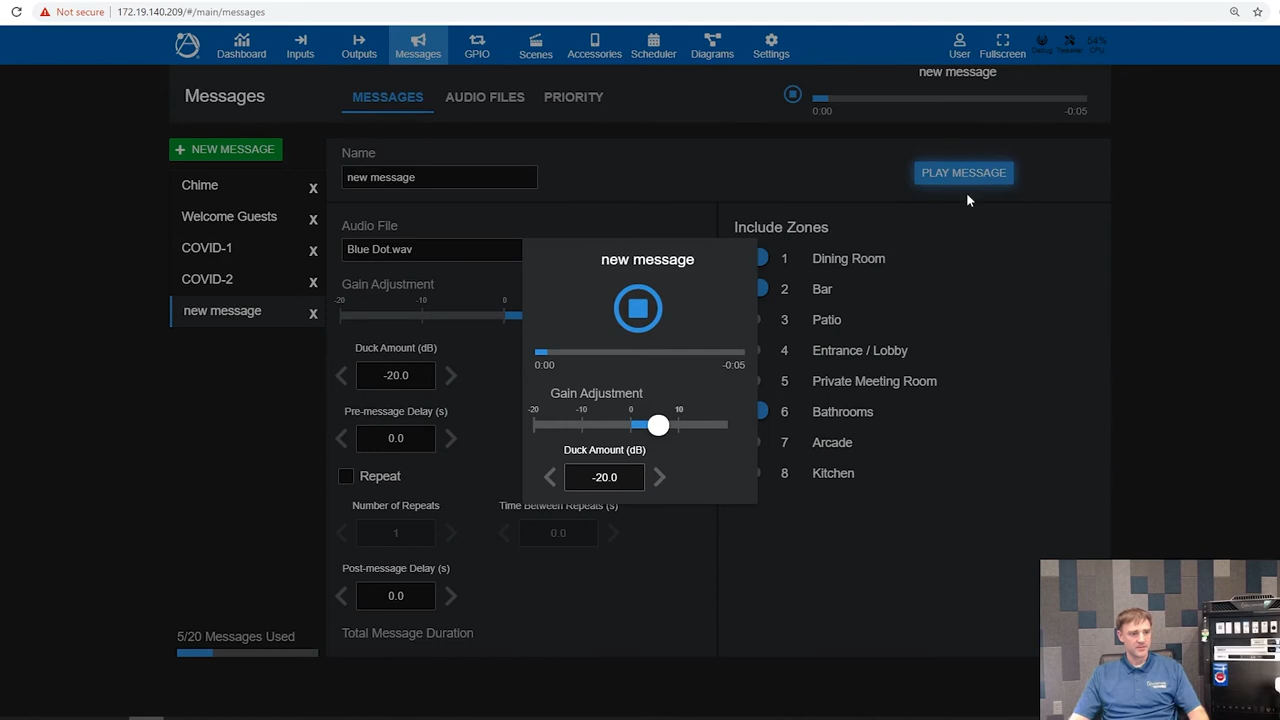 Not secure
172.19.140.209/#/main/messages
Dashboard
Inputs
Outputs
Messages
GPIO
Scenes
Accessories
Scheduler
Diagrams
Settings
User
Fullscreen
Debug
54%
CPU
Messages
MESSAGES
AUDIO FILES
PRIORITY
new message
0:00
-0:05
+ NEW MESSAGE
Chime
X
Welcome Guests
X
COVID-1
X
COVID-2
X
new message
X
5/20 Messages Used
Name
new message
PLAY MESSAGE
Audio File
Blue Dot.wav
Gain Adjustment
-20
-10
0
Duck Amount (dB)
-20.0
Pre-message Delay (s)
0.0
Repeat
Number of Repeats
1
Time Between Repeats (s)
0.0
Post-message Delay (s)
0.0
Total Message Duration
new message
0:00
-0:05
Gain Adjustment
-20
-10
0
10
Duck Amount (dB)
-20.0
Include Zones
1 Dining Room
2 Bar
3 Patio
4 Entrance / Lobby
5 Private Meeting Room
6 Bathrooms
7 Arcade
8 Kitchen